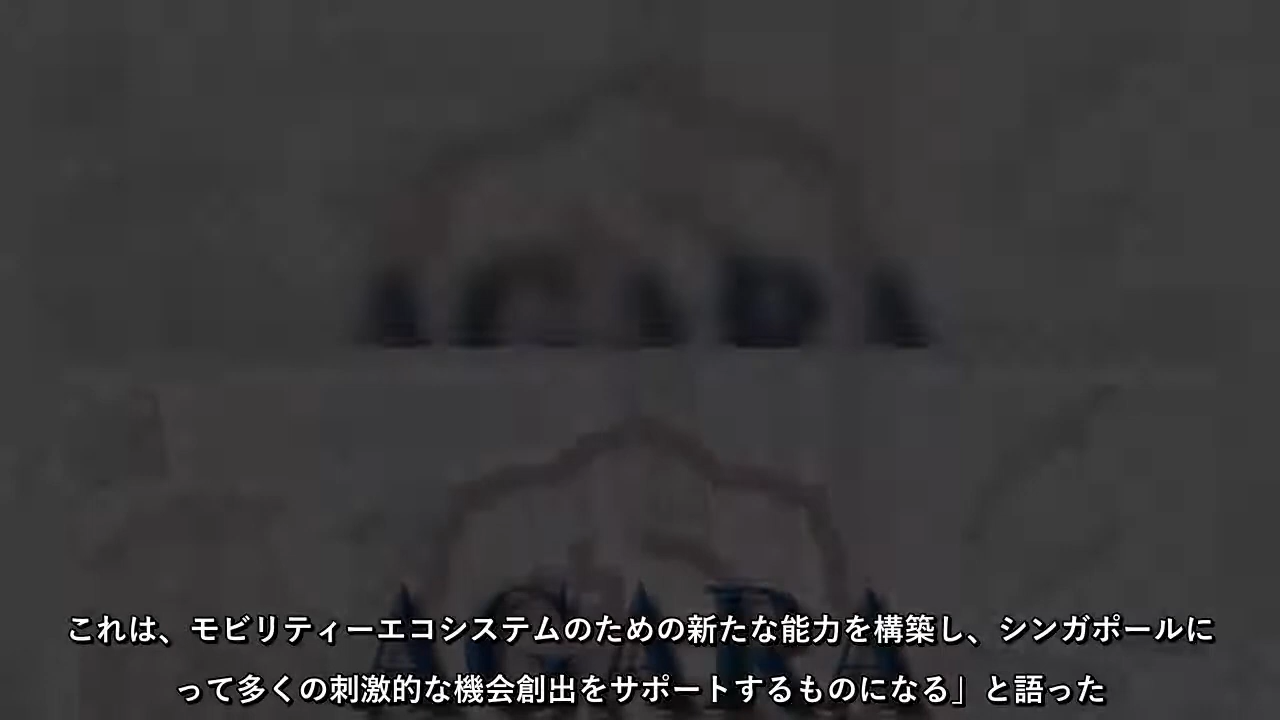 AGARA
これは、モビリティーエコシステムのための新たな能力を構築し、シンガポールに
って多くの刺激的な機会創出をサポートするものになる」と語った